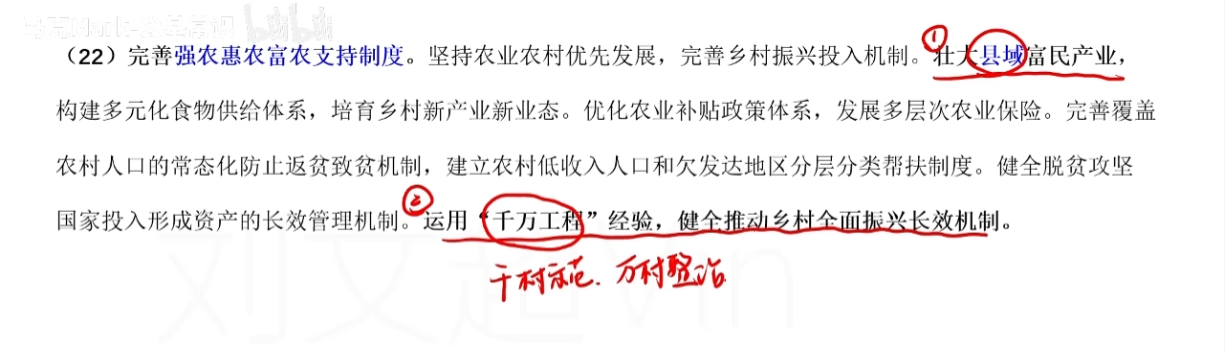 （22）完善强农惠农富农支持制度。坚持农业农村优先发展，完善乡村振兴投入机制。①壮大县域富民产业，
构建多元化食物供给体系，培育乡村新产业新业态。优化农业补贴政策体系，发展多层次农业保险。完善覆盖
农村人口的常态化防止返贫致贫机制，建立农村低收入人口和欠发达地区分层分类帮扶制度。健全脱贫攻坚
国家投入形成资产的长效管理机制。②运用“千万工程”经验，健全推动乡村全面振兴长效机制。
千村示范. 万村整治
刘文超Vin
bilibili